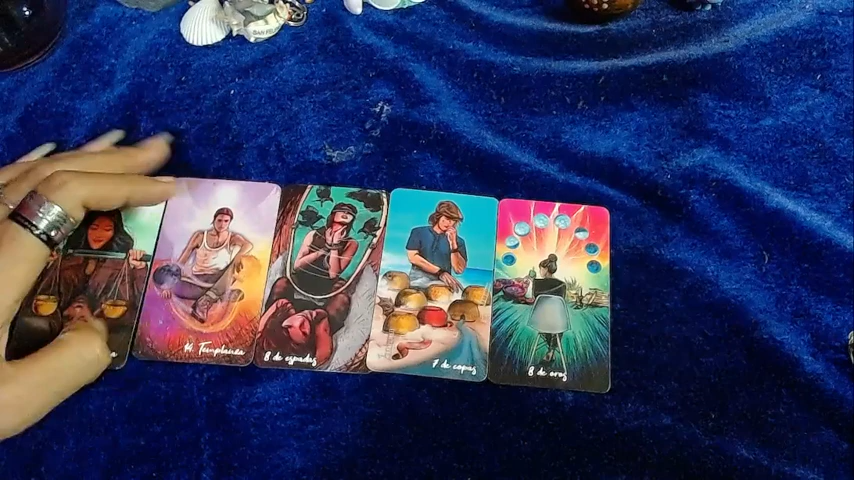 14. Templanza
8 de espadas
7 de copas
8 de oros